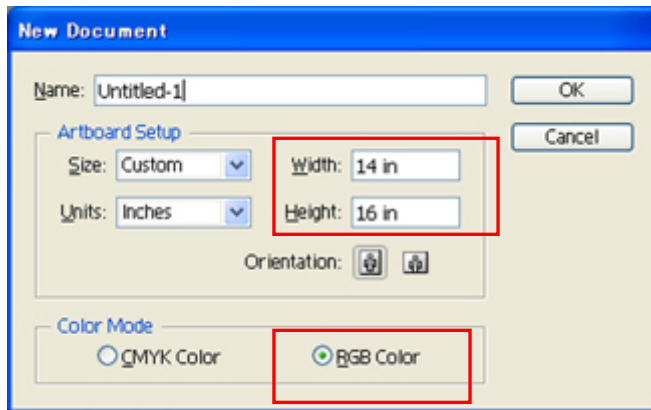 New Document
Name: Untitled-1
OK
Artboard Setup
Cancel
Size: Custom
Width: 14 in
Units: Inches
Height: 16 in
Orientation:
Color Mode
CMYK Color
RGB Color